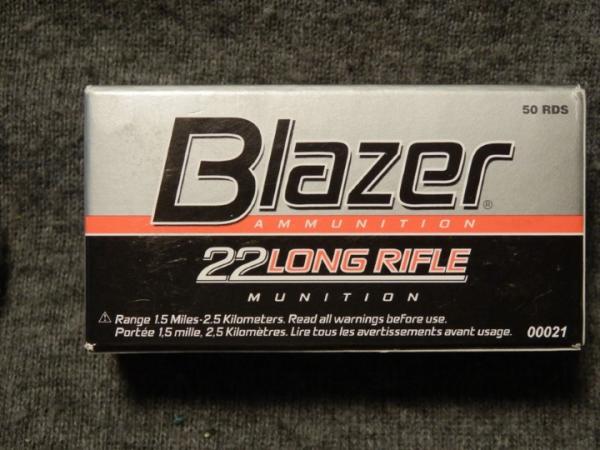 50 RDS
Blazer®
AMMUNITION
22 LONG RIFLE
MUNITION
⚠ Range 1.5 Miles-2.5 Kilometers. Read all warnings before use.
Portée 1,5 mille, 2,5 Kilomètres. Lire tous les avertissements avant usage. 00021